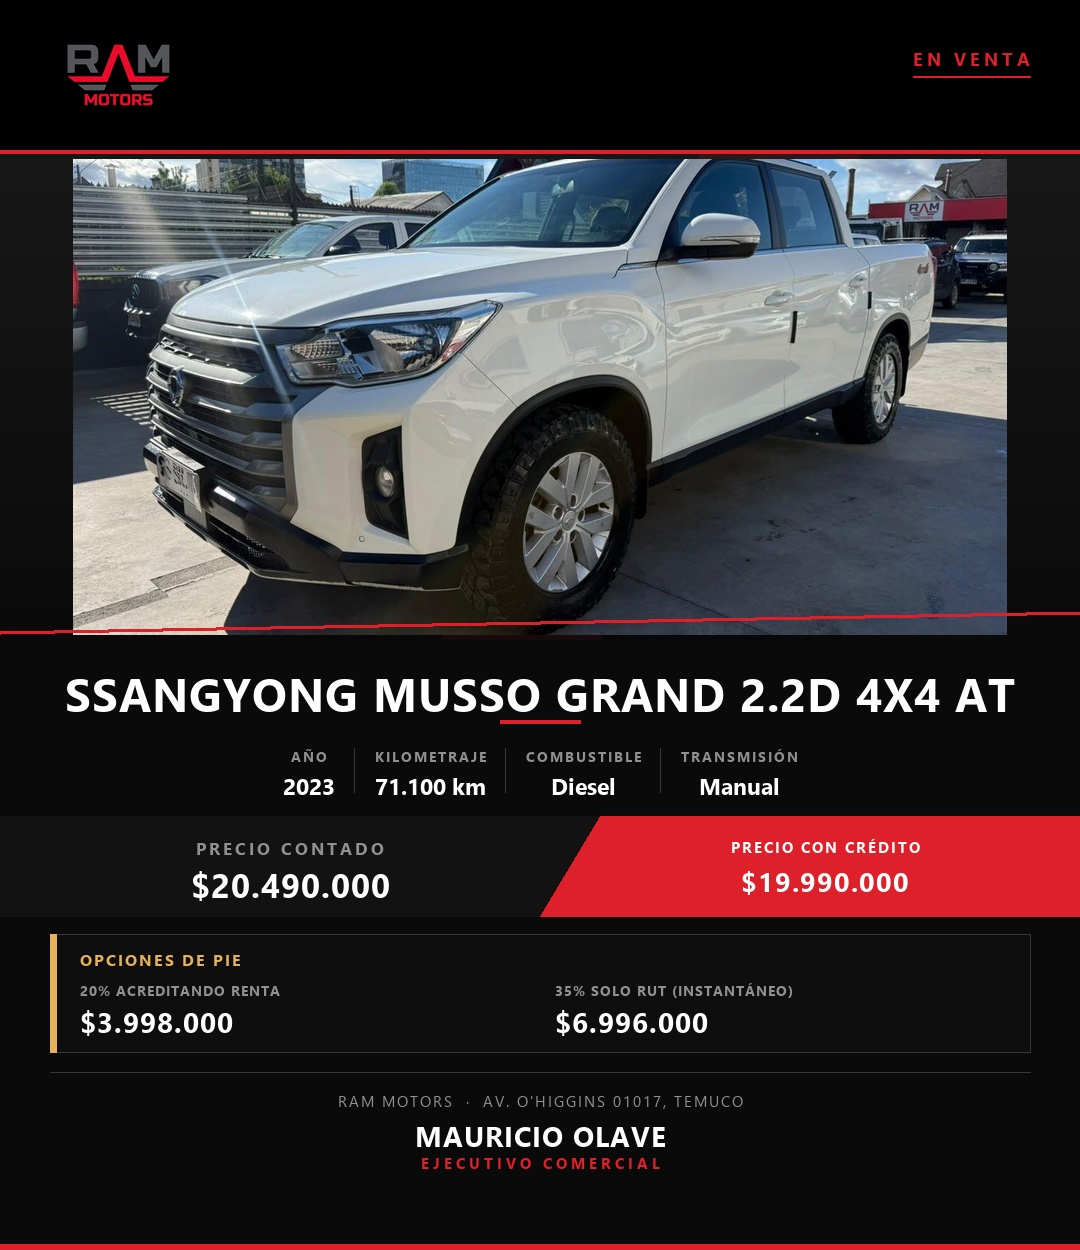 RAM
MOTORS
EN VENTA
RAM
4x4
SSANGYONG MUSSO GRAND 2.2D 4X4 AT
AÑO KILOMETRAJE COMBUSTIBLE TRANSMISIÓN
2023 71.100 km Diesel Manual
PRECIO CONTADO PRECIO CON CRÉDITO
$20.490.000 $19.990.000
OPCIONES DE PIE
20% ACREDITANDO RENTA 35% SOLO RUT (INSTANTÁNEO)
$3.998.000 $6.996.000
RAM MOTORS · AV. O'HIGGINS 01017, TEMUCO
MAURICIO OLAVE
EJECUTIVO COMERCIAL